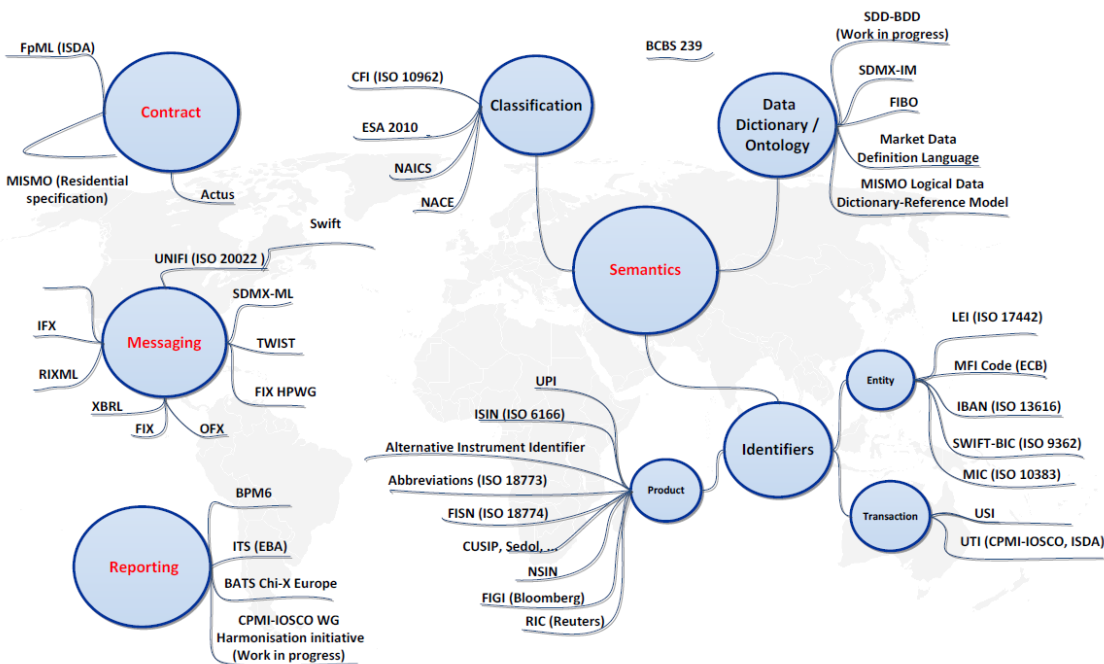 FpML (ISDA)
Contract
MISMO (Residential
specification)
Actus
CFI (ISO 10962)
ESA 2010
NAICS
NACE
Classification
BCBS 239
SDD-BDD
(Work in progress)
SDMX-IM
FIBO
Market Data
Definition Language
MISMO Logical Data
Dictionary-Reference Model
Data
Dictionary /
Ontology
Semantics
Swift
UNIFI (ISO 20022 )
SDMX-ML
IFX
Messaging
TWIST
RIXML
FIX HPWG
XBRL
FIX
OFX
BPM6
ITS (EBA)
Reporting
BATS Chi-X Europe
CPMI-IOSCO WG
Harmonisation initiative
(Work in progress)
UPI
ISIN (ISO 6166)
Alternative Instrument Identifier
Abbreviations (ISO 18773)
FISN (ISO 18774)
CUSIP, Sedol, ...
NSIN
FIGI (Bloomberg)
RIC (Reuters)
Product
Identifiers
Entity
LEI (ISO 17442)
MFI Code (ECB)
IBAN (ISO 13616)
SWIFT-BIC (ISO 9362)
MIC (ISO 10383)
Transaction
USI
UTI (CPMI-IOSCO, ISDA)